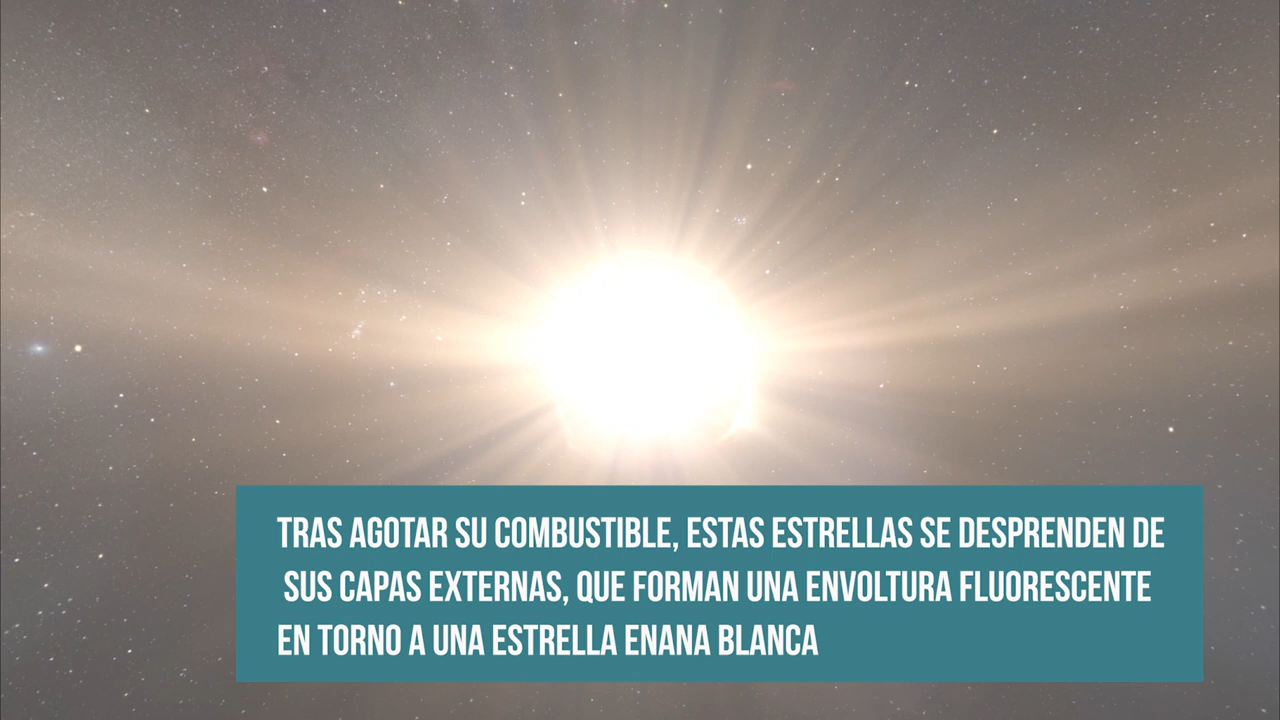 TRAS AGOTAR SU COMBUSTIBLE, ESTAS ESTRELLAS SE DESPRENDEN DE
SUS CAPAS EXTERNAS, QUE FORMAN UNA ENVOLTURA FLUORESCENTE
EN TORNO A UNA ESTRELLA ENANA BLANCA